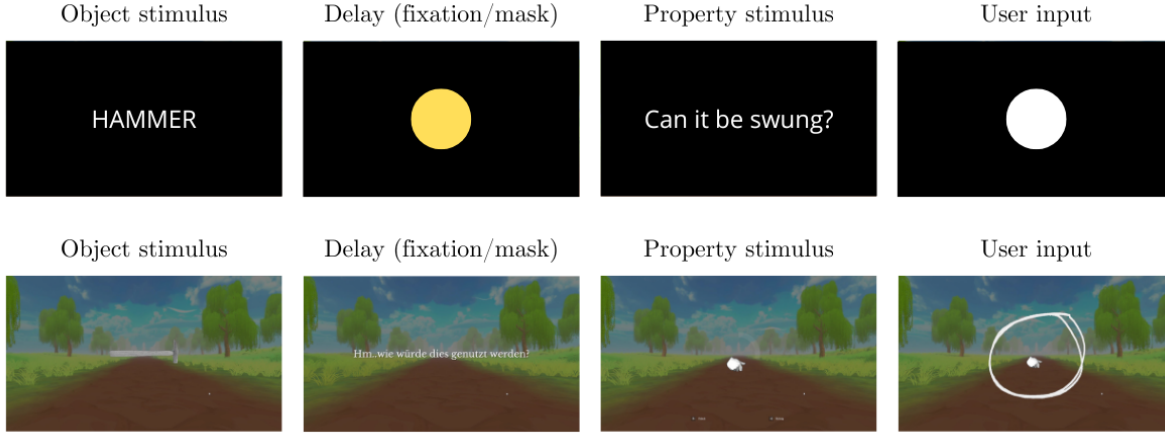 Object stimulus
Delay (fixation/mask)
Property stimulus
User input
HAMMER
Can it be swung?
Object stimulus
Delay (fixation/mask)
Property stimulus
User input
Hm..wie würde dies genutzt werden?